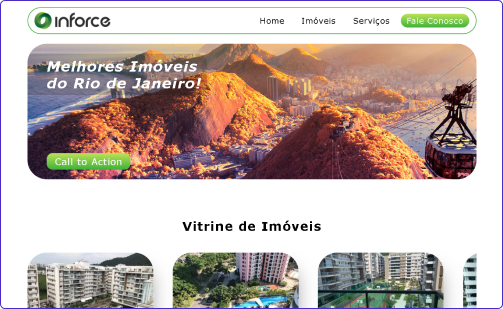 inforce
Home Imóveis Serviços Fale Conosco
Melhores Imóveis
do Rio de Janeiro!
Call to Action
Vitrine de Imóveis